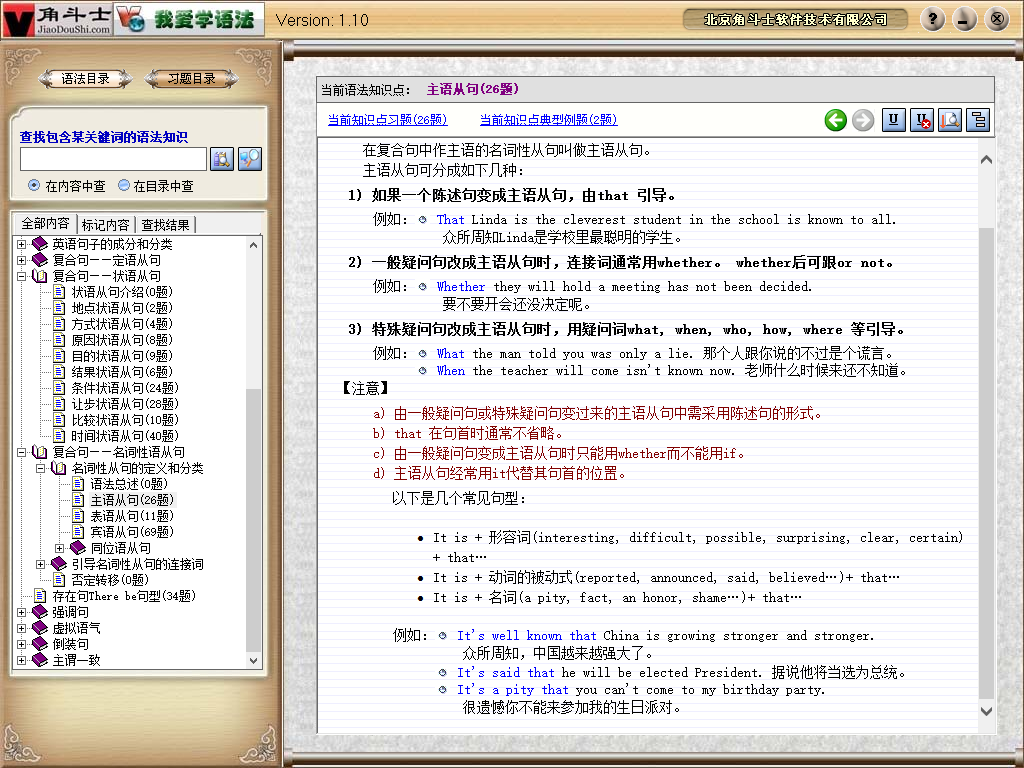 角斗士
JiaoDouShi.com
我爱学语法
Version: 1.10
北京角斗士软件技术有限公司
语法目录
习题目录
查找包含某关键词的语法知识
在内容中查
在目录中查
全部内容
标记内容
查找结果
英语句子的成分和分类
复合句——定语从句
复合句——状语从句
状语从句介绍(0题)
地点状语从句(2题)
方式状语从句(4题)
原因状语从句(8题)
目的状语从句(9题)
结果状语从句(6题)
条件状语从句(24题)
让步状语从句(28题)
比较状语从句(10题)
时间状语从句(40题)
复合句——名词性语从句
名词性从句的定义和分类
语法总述(0题)
主语从句(26题)
表语从句(11题)
宾语从句(69题)
同位语从句
引导名词性从句的连接词
否定转移(0题)
存在句There be句型(34题)
强调句
虚拟语气
倒装句
主谓一致
当前语法知识点: 主语从句(26题)
当前知识点习题(26题)
当前知识点典型例题(2题)
在复合句中作主语的名词性从句叫做主语从句。
主语从句可分成如下几种:
1) 如果一个陈述句变成主语从句，由that 引导。
例如: That Linda is the cleverest student in the school is known to all.
众所周知Linda是学校里最聪明的学生。
2) 一般疑问句改成主语从句时，连接词通常用whether。 whether后可跟or not。
例如: Whether they will hold a meeting has not been decided.
要不要开会还没决定呢。
3) 特殊疑问句改成主语从句时，用疑问词what, when, who, how, where 等引导。
例如: What the man told you was only a lie. 那个人跟你说的不过是个谎言。
When the teacher will come isn't known now. 老师什么时候来还不知道。
【注意】
a) 由一般疑问句或特殊疑问句变过来的主语从句中需采用陈述句的形式。
b) that 在句首时通常不省略。
c) 由一般疑问句变成主语从句时只能用whether而不能用if。
d) 主语从句经常用it代替其句首的位置。
以下是几个常见句型:
• It is + 形容词(interesting, difficult, possible, surprising, clear, certain)
+ that…
• It is + 动词的被动式(reported, announced, said, believed…)+ that…
• It is + 名词(a pity, fact, an honor, shame…)+ that…
例如: It's well known that China is growing stronger and stronger.
众所周知，中国越来越强大了。
It's said that he will be elected President. 据说他将当选为总统。
It's a pity that you can't come to my birthday party.
很遗憾你不能来参加我的生日派对。